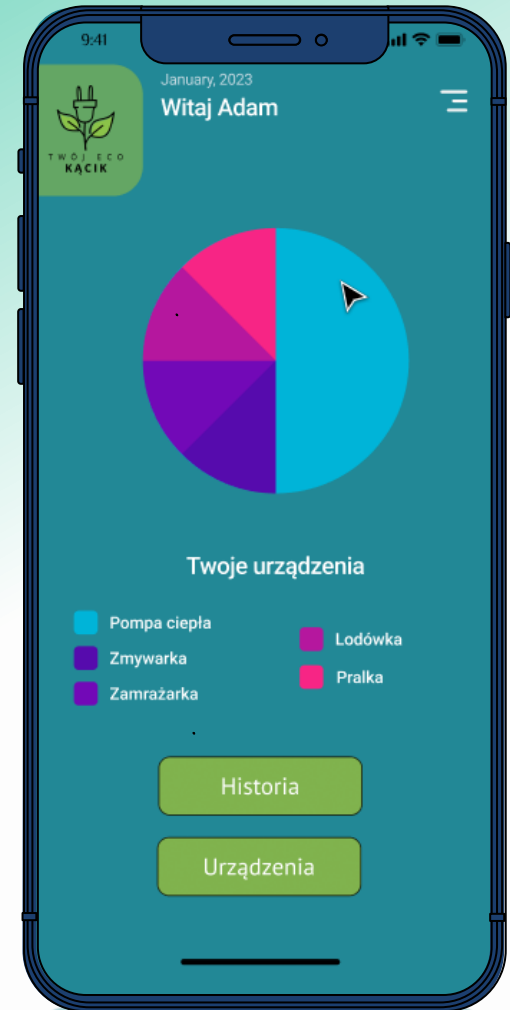 9:41
TWÓJ ECO
KĄCIK
January, 2023
Witaj Adam
Twoje urządzenia
Pompa ciepła
Zmywarka
Zamrażarka
Lodówka
Pralka
Historia
Urządzenia